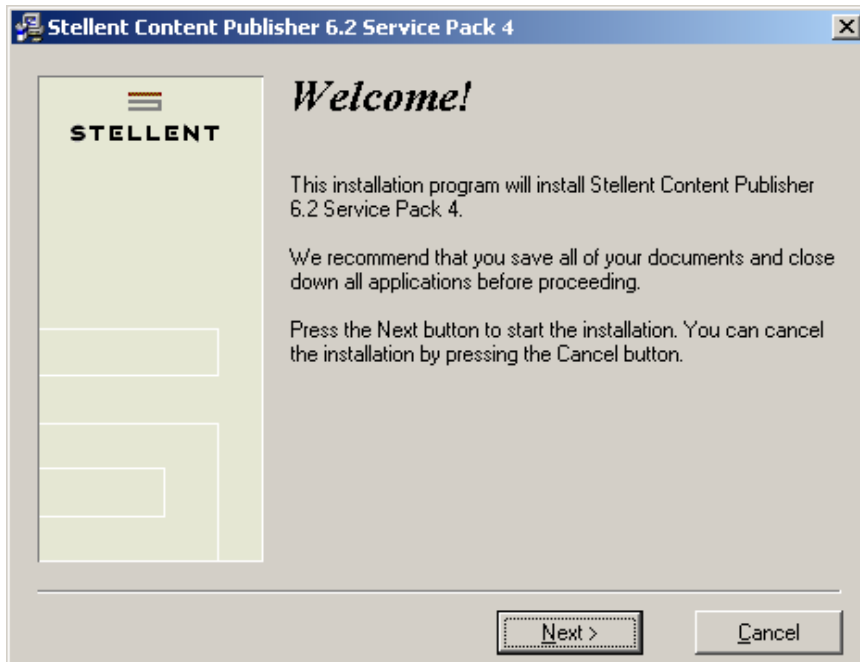 Stellent Content Publisher 6.2 Service Pack 4
STELLENT
Welcome!
This installation program will install Stellent Content Publisher
6.2 Service Pack 4.
We recommend that you save all of your documents and close
down all applications before proceeding.
Press the Next button to start the installation. You can cancel
the installation by pressing the Cancel button.
Next >
Cancel